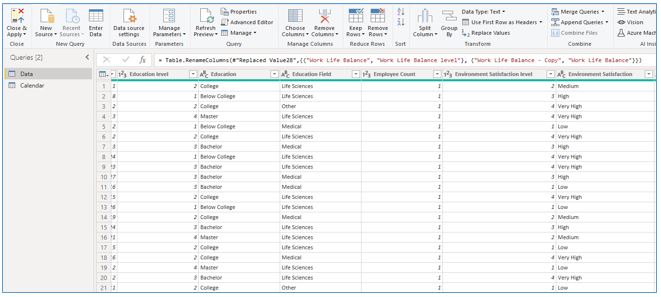 Close & Apply
New Source
Recent Sources
Enter Data
Data source settings
Manage Parameters
Refresh Preview
Properties
Advanced Editor
Manage
Choose Columns
Remove Columns
Keep Rows
Remove Rows
Split Column
Group By
Data Type: Text
Use First Row as Headers
Replace Values
Merge Queries
Append Queries
Combine Files
Text Analyti
Vision
Azure Mach
Close
New Query
Data Sources
Parameters
Query
Manage Columns
Reduce Rows
Sort
Transform
Combine
AI Insi
Queries [2]
Data
Calendar
= Table.RenameColumns(#"Replaced Value28",{{"Work Life Balance", "Work Life Balance level"}, {"Work Life Balance - Copy", "Work Life Balance"}})
Education level Education Education Field Employee Count Environment Satisfaction level Environment Satisfaction
1 2 College Life Sciences 1 2 Medium
2 1 Below College Life Sciences 1 3 High
3 2 College Other 1 4 Very High
4 4 Master Life Sciences 1 4 Very High
5 1 Below College Medical 1 1 Low
6 2 College Life Sciences 1 4 Very High
7 3 Bachelor Medical 1 3 High
8 1 Below College Life Sciences 1 4 Very High
9 3 Bachelor Life Sciences 1 4 Very High
10 3 Bachelor Medical 1 3 High
11 3 Bachelor Medical 1 1 Low
12 2 College Life Sciences 1 4 Very High
13 1 Below College Life Sciences 1 1 Low
14 2 College Medical 1 2 Medium
15 3 Bachelor Life Sciences 1 3 High
16 4 Master Life Sciences 1 2 Medium
17 2 College Life Sciences 1 1 Low
18 2 College Medical 1 4 Very High
19 4 Master Life Sciences 1 1 Low
20 3 Bachelor Life Sciences 1 4 Very High
21 2 College Other 1 1 Low